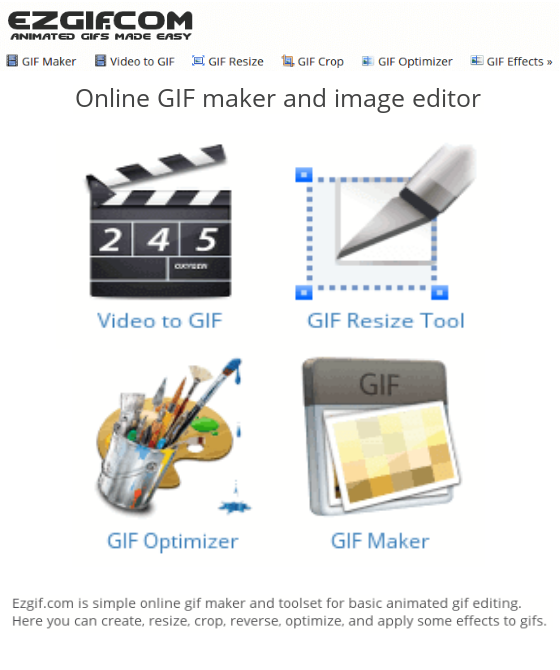 EZGIF.COM
ANIMATED GIFS MADE EASY
GIF Maker Video to GIF GIF Resize GIF Crop GIF Optimizer GIF Effects »
Online GIF maker and image editor
2 4 5
OXYGEN
Video to GIF GIF Resize Tool
GIF
GIF Optimizer GIF Maker
Ezgif.com is simple online gif maker and toolset for basic animated gif editing.
Here you can create, resize, crop, reverse, optimize, and apply some effects to gifs.